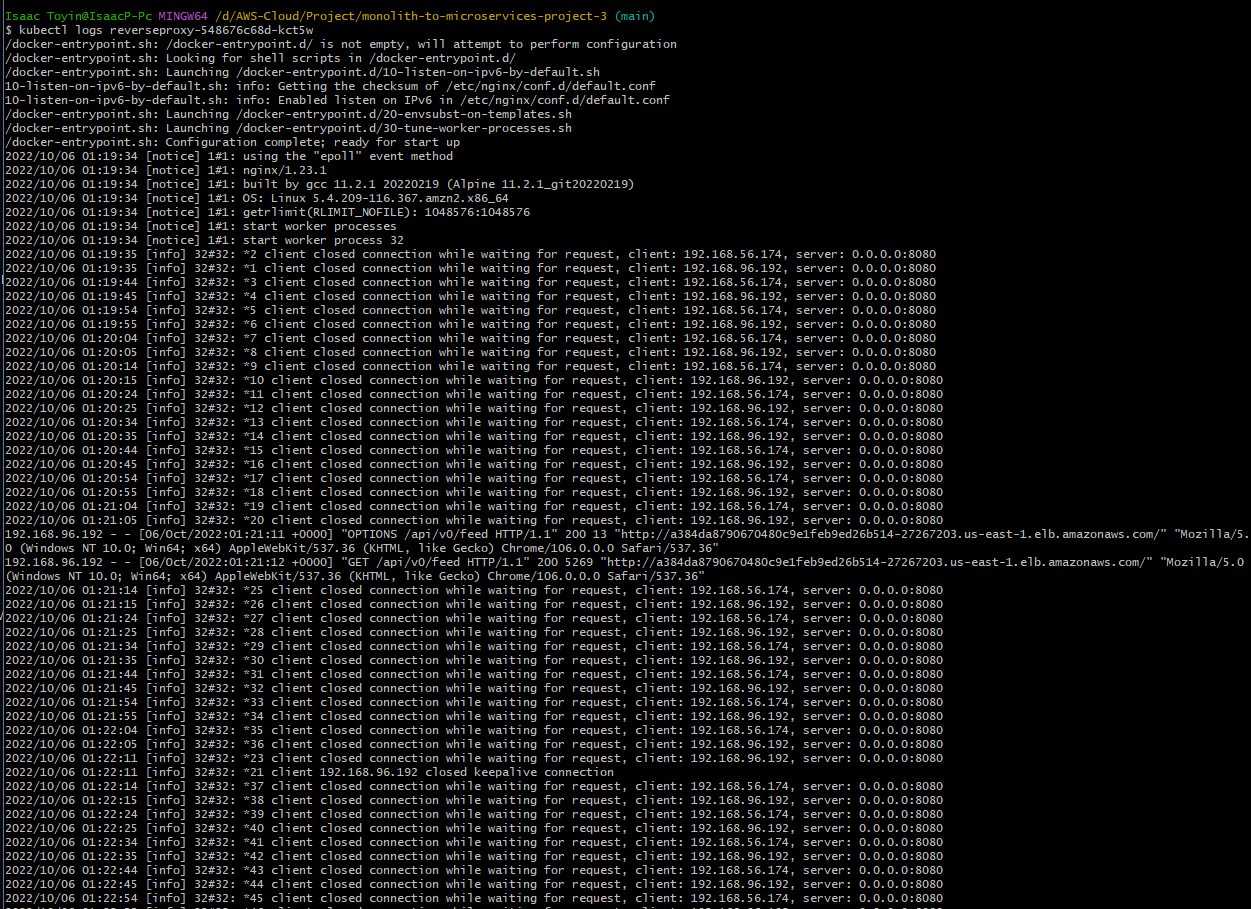 Isaac Toyin@IsaacP-Pc MINGW64 /d/AWS-Cloud/Project/monolith-to-microservices-project-3 (main)
$ kubectl logs reverseproxy-548676c68d-kct5w
/docker-entrypoint.sh: /docker-entrypoint.d/ is not empty, will attempt to perform configuration
/docker-entrypoint.sh: Looking for shell scripts in /docker-entrypoint.d/
/docker-entrypoint.sh: Launching /docker-entrypoint.d/10-listen-on-ipv6-by-default.sh
10-listen-on-ipv6-by-default.sh: info: Getting the checksum of /etc/nginx/conf.d/default.conf
10-listen-on-ipv6-by-default.sh: info: Enabled listen on IPv6 in /etc/nginx/conf.d/default.conf
/docker-entrypoint.sh: Launching /docker-entrypoint.d/20-envsubst-on-templates.sh
/docker-entrypoint.sh: Launching /docker-entrypoint.d/30-tune-worker-processes.sh
/docker-entrypoint.sh: Configuration complete; ready for start up
2022/10/06 01:19:34 [notice] 1#1: using the "epoll" event method
2022/10/06 01:19:34 [notice] 1#1: nginx/1.23.1
2022/10/06 01:19:34 [notice] 1#1: built by gcc 11.2.1 20220219 (Alpine 11.2.1_git20220219)
2022/10/06 01:19:34 [notice] 1#1: OS: Linux 5.4.209-116.367.amzn2.x86_64
2022/10/06 01:19:34 [notice] 1#1: getrlimit(RLIMIT_NOFILE): 1048576:1048576
2022/10/06 01:19:34 [notice] 1#1: start worker processes
2022/10/06 01:19:34 [notice] 1#1: start worker process 32
2022/10/06 01:19:35 [info] 32#32: *2 client closed connection while waiting for request, client: 192.168.56.174, server: 0.0.0.0:8080
2022/10/06 01:19:35 [info] 32#32: *1 client closed connection while waiting for request, client: 192.168.96.192, server: 0.0.0.0:8080
2022/10/06 01:19:44 [info] 32#32: *3 client closed connection while waiting for request, client: 192.168.56.174, server: 0.0.0.0:8080
2022/10/06 01:19:45 [info] 32#32: *4 client closed connection while waiting for request, client: 192.168.96.192, server: 0.0.0.0:8080
2022/10/06 01:19:54 [info] 32#32: *5 client closed connection while waiting for request, client: 192.168.56.174, server: 0.0.0.0:8080
2022/10/06 01:19:55 [info] 32#32: *6 client closed connection while waiting for request, client: 192.168.96.192, server: 0.0.0.0:8080
2022/10/06 01:20:04 [info] 32#32: *7 client closed connection while waiting for request, client: 192.168.56.174, server: 0.0.0.0:8080
2022/10/06 01:20:05 [info] 32#32: *8 client closed connection while waiting for request, client: 192.168.96.192, server: 0.0.0.0:8080
2022/10/06 01:20:14 [info] 32#32: *9 client closed connection while waiting for request, client: 192.168.56.174, server: 0.0.0.0:8080
2022/10/06 01:20:15 [info] 32#32: *10 client closed connection while waiting for request, client: 192.168.96.192, server: 0.0.0.0:8080
2022/10/06 01:20:24 [info] 32#32: *11 client closed connection while waiting for request, client: 192.168.56.174, server: 0.0.0.0:8080
2022/10/06 01:20:25 [info] 32#32: *12 client closed connection while waiting for request, client: 192.168.96.192, server: 0.0.0.0:8080
2022/10/06 01:20:34 [info] 32#32: *13 client closed connection while waiting for request, client: 192.168.56.174, server: 0.0.0.0:8080
2022/10/06 01:20:35 [info] 32#32: *14 client closed connection while waiting for request, client: 192.168.96.192, server: 0.0.0.0:8080
2022/10/06 01:20:44 [info] 32#32: *15 client closed connection while waiting for request, client: 192.168.56.174, server: 0.0.0.0:8080
2022/10/06 01:20:45 [info] 32#32: *16 client closed connection while waiting for request, client: 192.168.96.192, server: 0.0.0.0:8080
2022/10/06 01:20:54 [info] 32#32: *17 client closed connection while waiting for request, client: 192.168.56.174, server: 0.0.0.0:8080
2022/10/06 01:20:55 [info] 32#32: *18 client closed connection while waiting for request, client: 192.168.96.192, server: 0.0.0.0:8080
2022/10/06 01:21:04 [info] 32#32: *19 client closed connection while waiting for request, client: 192.168.56.174, server: 0.0.0.0:8080
2022/10/06 01:21:05 [info] 32#32: *20 client closed connection while waiting for request, client: 192.168.96.192, server: 0.0.0.0:8080
192.168.96.192 - - [06/Oct/2022:01:21:11 +0000] "OPTIONS /api/v0/feed HTTP/1.1" 200 13 "http://a384da8790670480c9e1feb9ed26b514-27267203.us-east-1.elb.amazonaws.com/" "Mozilla/5.
0 (Windows NT 10.0; Win64; x64) AppleWebKit/537.36 (KHTML, like Gecko) Chrome/106.0.0.0 Safari/537.36"
192.168.96.192 - - [06/Oct/2022:01:21:12 +0000] "GET /api/v0/feed HTTP/1.1" 200 5269 "http://a384da8790670480c9e1feb9ed26b514-27267203.us-east-1.elb.amazonaws.com/" "Mozilla/5.0
(Windows NT 10.0; Win64; x64) AppleWebKit/537.36 (KHTML, like Gecko) Chrome/106.0.0.0 Safari/537.36"
2022/10/06 01:21:14 [info] 32#32: *25 client closed connection while waiting for request, client: 192.168.56.174, server: 0.0.0.0:8080
2022/10/06 01:21:15 [info] 32#32: *26 client closed connection while waiting for request, client: 192.168.96.192, server: 0.0.0.0:8080
2022/10/06 01:21:24 [info] 32#32: *27 client closed connection while waiting for request, client: 192.168.56.174, server: 0.0.0.0:8080
2022/10/06 01:21:25 [info] 32#32: *28 client closed connection while waiting for request, client: 192.168.96.192, server: 0.0.0.0:8080
2022/10/06 01:21:34 [info] 32#32: *29 client closed connection while waiting for request, client: 192.168.56.174, server: 0.0.0.0:8080
2022/10/06 01:21:35 [info] 32#32: *30 client closed connection while waiting for request, client: 192.168.96.192, server: 0.0.0.0:8080
2022/10/06 01:21:44 [info] 32#32: *31 client closed connection while waiting for request, client: 192.168.56.174, server: 0.0.0.0:8080
2022/10/06 01:21:45 [info] 32#32: *32 client closed connection while waiting for request, client: 192.168.96.192, server: 0.0.0.0:8080
2022/10/06 01:21:54 [info] 32#32: *33 client closed connection while waiting for request, client: 192.168.56.174, server: 0.0.0.0:8080
2022/10/06 01:21:55 [info] 32#32: *34 client closed connection while waiting for request, client: 192.168.96.192, server: 0.0.0.0:8080
2022/10/06 01:22:04 [info] 32#32: *35 client closed connection while waiting for request, client: 192.168.56.174, server: 0.0.0.0:8080
2022/10/06 01:22:05 [info] 32#32: *36 client closed connection while waiting for request, client: 192.168.96.192, server: 0.0.0.0:8080
2022/10/06 01:22:11 [info] 32#32: *23 client closed connection while waiting for request, client: 192.168.96.192, server: 0.0.0.0:8080
2022/10/06 01:22:11 [info] 32#32: *21 client 192.168.96.192 closed keepalive connection
2022/10/06 01:22:14 [info] 32#32: *37 client closed connection while waiting for request, client: 192.168.56.174, server: 0.0.0.0:8080
2022/10/06 01:22:15 [info] 32#32: *38 client closed connection while waiting for request, client: 192.168.96.192, server: 0.0.0.0:8080
2022/10/06 01:22:24 [info] 32#32: *39 client closed connection while waiting for request, client: 192.168.56.174, server: 0.0.0.0:8080
2022/10/06 01:22:25 [info] 32#32: *40 client closed connection while waiting for request, client: 192.168.96.192, server: 0.0.0.0:8080
2022/10/06 01:22:34 [info] 32#32: *41 client closed connection while waiting for request, client: 192.168.56.174, server: 0.0.0.0:8080
2022/10/06 01:22:35 [info] 32#32: *42 client closed connection while waiting for request, client: 192.168.96.192, server: 0.0.0.0:8080
2022/10/06 01:22:44 [info] 32#32: *43 client closed connection while waiting for request, client: 192.168.56.174, server: 0.0.0.0:8080
2022/10/06 01:22:45 [info] 32#32: *44 client closed connection while waiting for request, client: 192.168.96.192, server: 0.0.0.0:8080
2022/10/06 01:22:54 [info] 32#32: *45 client closed connection while waiting for request, client: 192.168.56.174, server: 0.0.0.0:8080